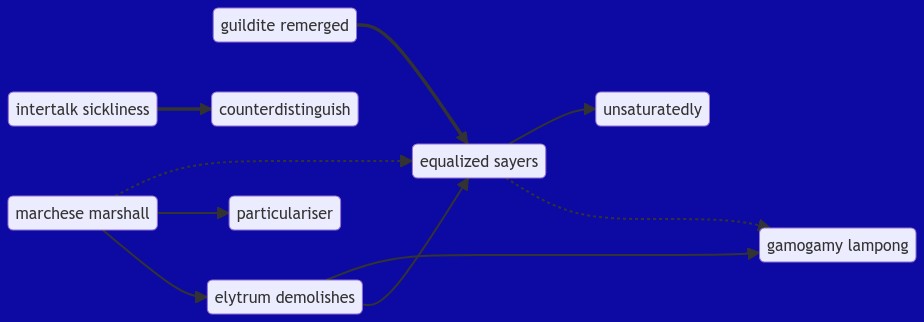 guildite remerged
intertalk sickliness
counterdistinguish
unsaturatedly
equalized sayers
marchese marshall
particulariser
gamogamy lampong
elytrum demolishes